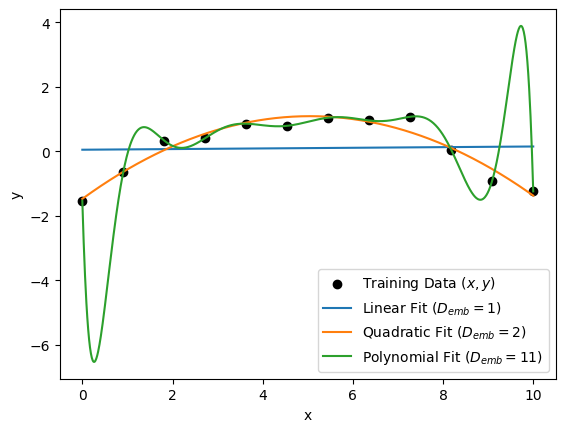 4
2
0
−2
−4
−6
y
0
2
4
6
8
10
x
Training Data (x, y)
Linear Fit (D_emb = 1)
Quadratic Fit (D_emb = 2)
Polynomial Fit (D_emb = 11)